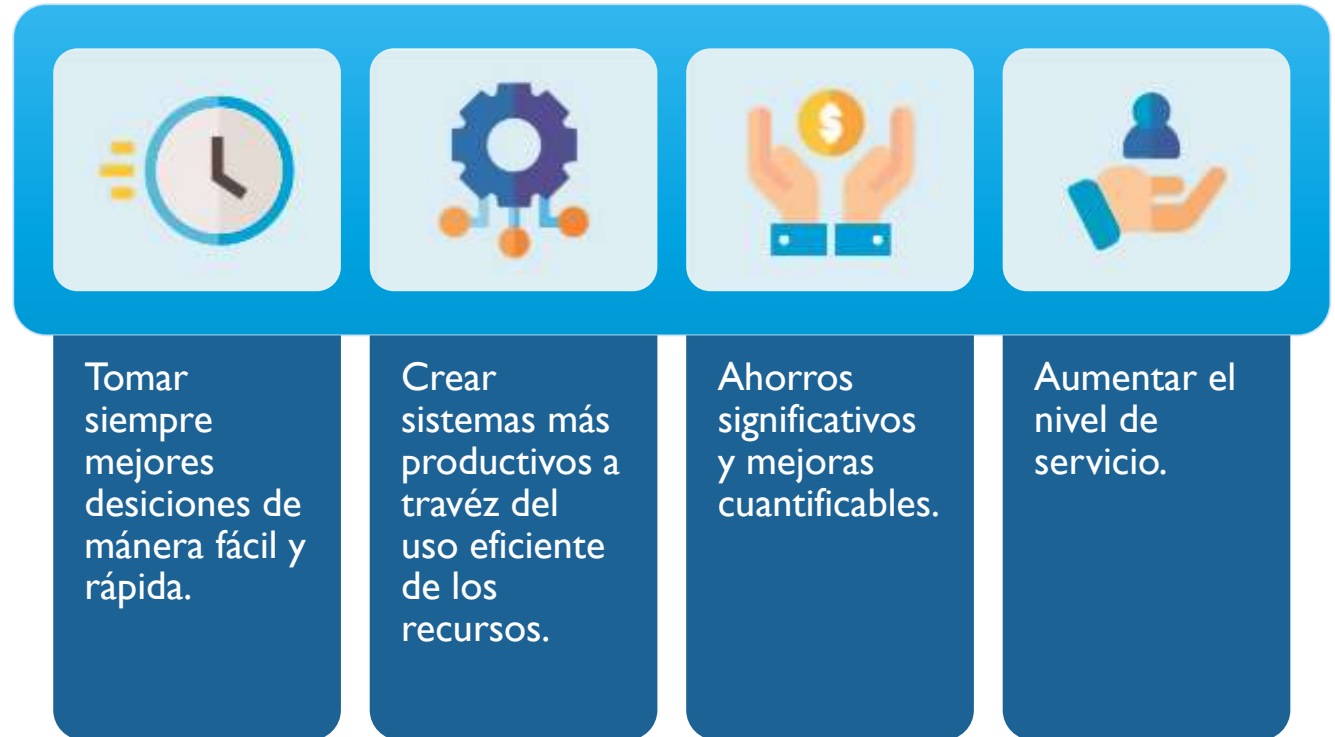 Tomar
siempre
mejores
desiciones de
mánera fácil y
rápida.
Crear
sistemas más
productivos a
travéz del
uso eficiente
de los
recursos.
$
Ahorros
significativos
y mejoras
cuantificables.
Aumentar el
nivel de
servicio.